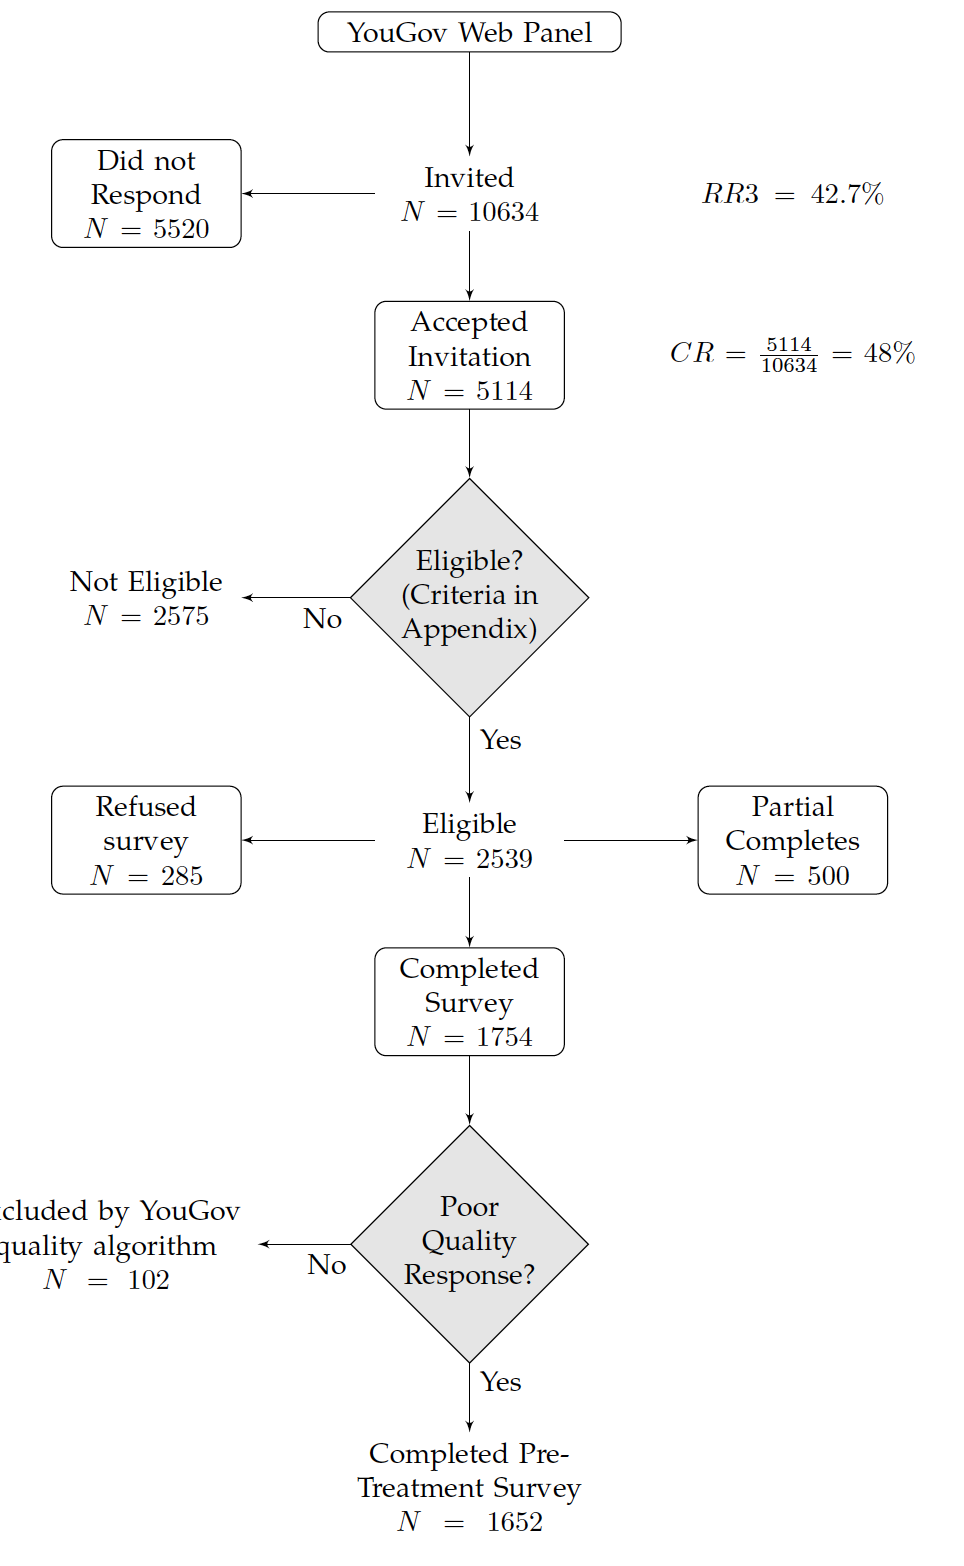 YouGov Web Panel
Did not
Respond
N = 5520
Invited
N = 10634
RR3 = 42.7%
Accepted
Invitation
N = 5114
CR = 5114/10634 = 48%
Eligible?
(Criteria in
Appendix)
Not Eligible
N = 2575
No
Yes
Refused
survey
N = 285
Eligible
N = 2539
Partial
Completes
N = 500
Completed
Survey
N = 1754
Poor
Quality
Response?
cluded by YouGov
quality algorithm
N = 102
No
Yes
Completed Pre-
Treatment Survey
N = 1652